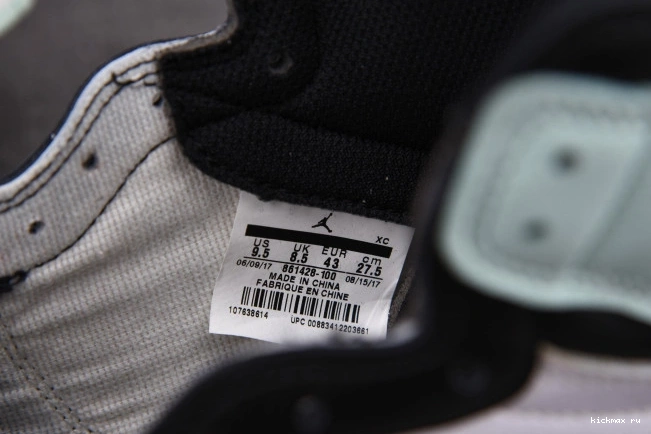 XC
US UK EUR cm
9.5 8.5 43 27.5
06/09/17 861428-100 08/15/17
MADE IN CHINA
FABRIQUE EN CHINE
107638614 UPC 00883412203661
kickmax ru